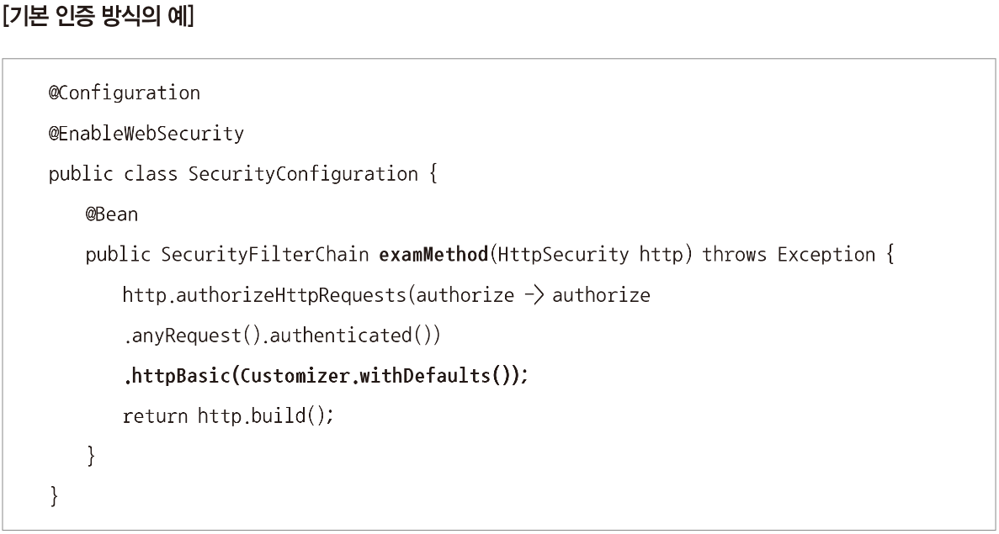 [기본 인증 방식의 예]
@Configuration
@EnableWebSecurity
public class SecurityConfiguration {
@Bean
public SecurityFilterChain examMethod(HttpSecurity http) throws Exception {
http.authorizeHttpRequests(authorize -> authorize
.anyRequest().authenticated())
.httpBasic(Customizer.withDefaults());
return http.build();
}
}